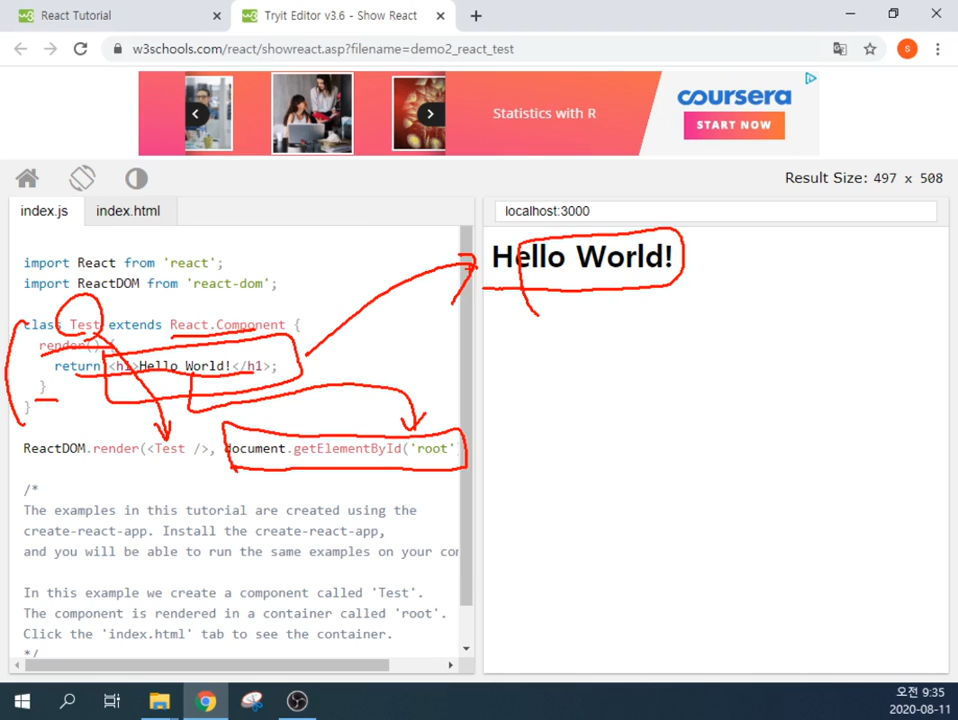 React Tutorial
Tryit Editor v3.6 - Show React
w3schools.com/react/showreact.asp?filename=demo2_react_test
S
Statistics with R
coursera
START NOW
Result Size: 497 x 508
index.js
index.html
localhost:3000
import React from 'react';
import ReactDOM from 'react-dom';
class Test extends React.Component {
render() {
return <h1>Hello World!</h1>;
}
}
ReactDOM.render(<Test />, document.getElementById('root')
/*
The examples in this tutorial are created using the
create-react-app. Install the create-react-app,
and you will be able to run the same examples on your com
In this example we create a component called 'Test'.
The component is rendered in a container called 'root'.
Click the 'index.html' tab to see the container.
*/
Hello World!
오전 9:35
2020-08-11